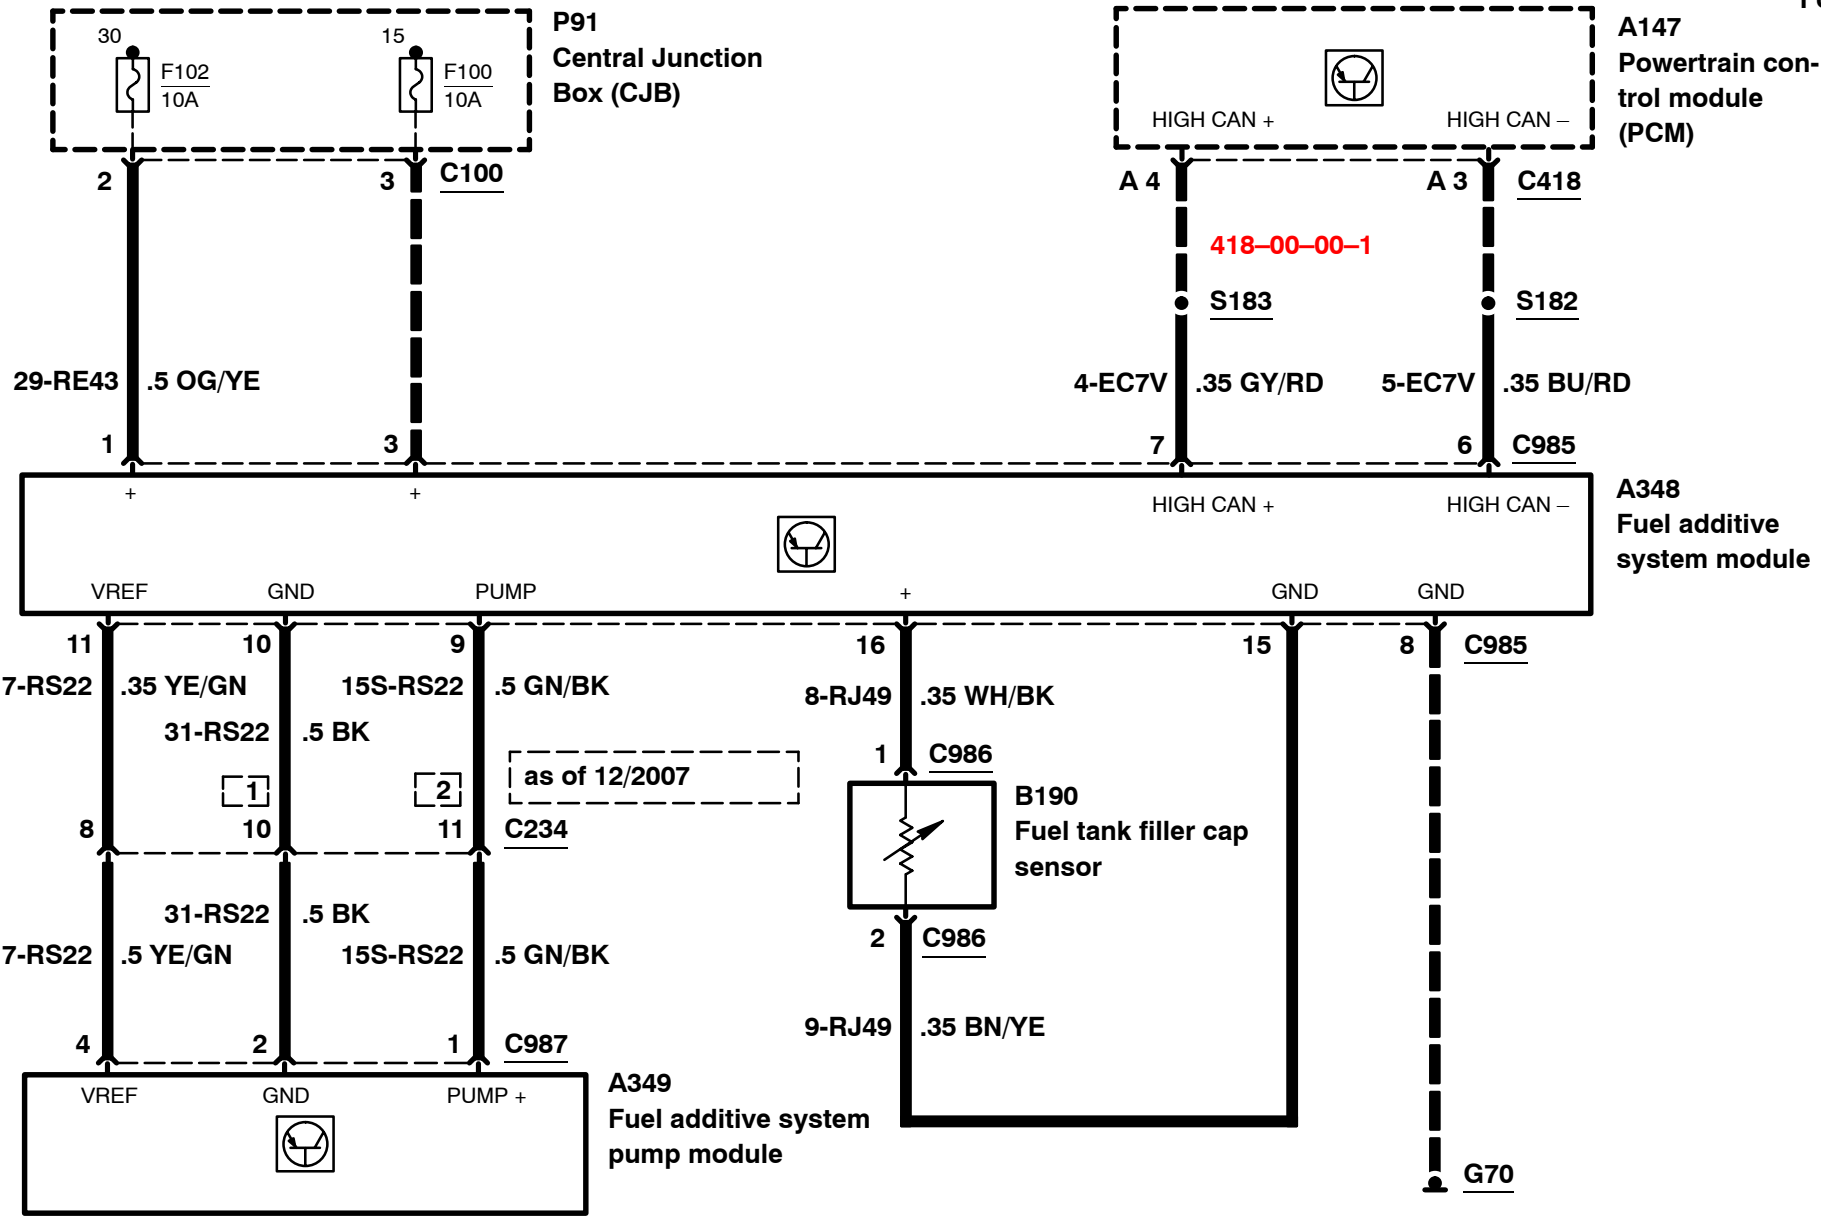 P91
Central Junction
Box (CJB)
30
F102
10A
15
F100
10A
A147
Powertrain con-
trol module
(PCM)
HIGH CAN +
HIGH CAN –
2
3
C100
A 4
A 3
C418
418–00–00–1
S183
S182
29-RE43
.5 OG/YE
4-EC7V
.35 GY/RD
5-EC7V
.35 BU/RD
1
3
7
6
C985
+
+
HIGH CAN +
HIGH CAN –
A348
Fuel additive
system module
VREF
GND
PUMP
+
GND
GND
11
10
9
16
15
8
C985
7-RS22
.35 YE/GN
15S-RS22
.5 GN/BK
8-RJ49
.35 WH/BK
31-RS22
.5 BK
1
2
as of 12/2007
1
C986
B190
Fuel tank filler cap
sensor
8
10
11
C234
31-RS22
.5 BK
2
C986
7-RS22
.5 YE/GN
15S-RS22
.5 GN/BK
9-RJ49
.35 BN/YE
4
2
1
C987
VREF
GND
PUMP +
A349
Fuel additive system
pump module
G70